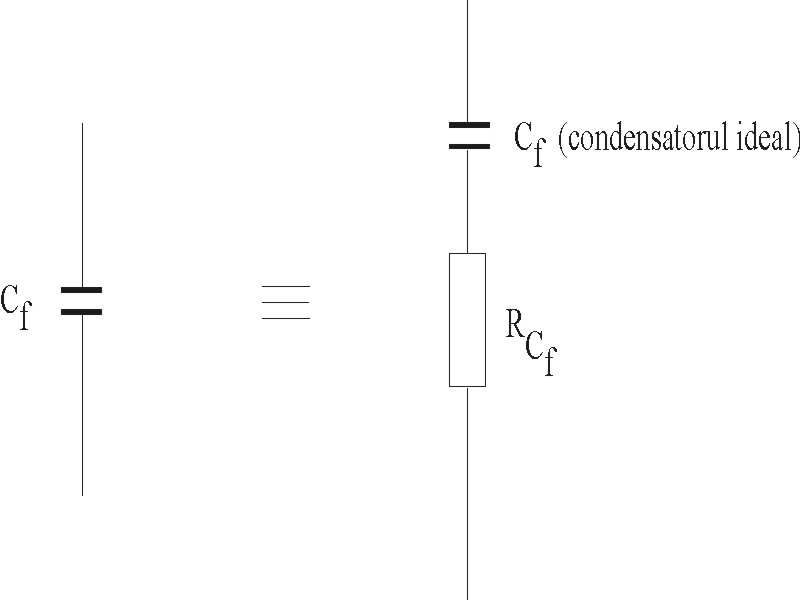 Cf (condensatorul ideal)
Cf
RCf